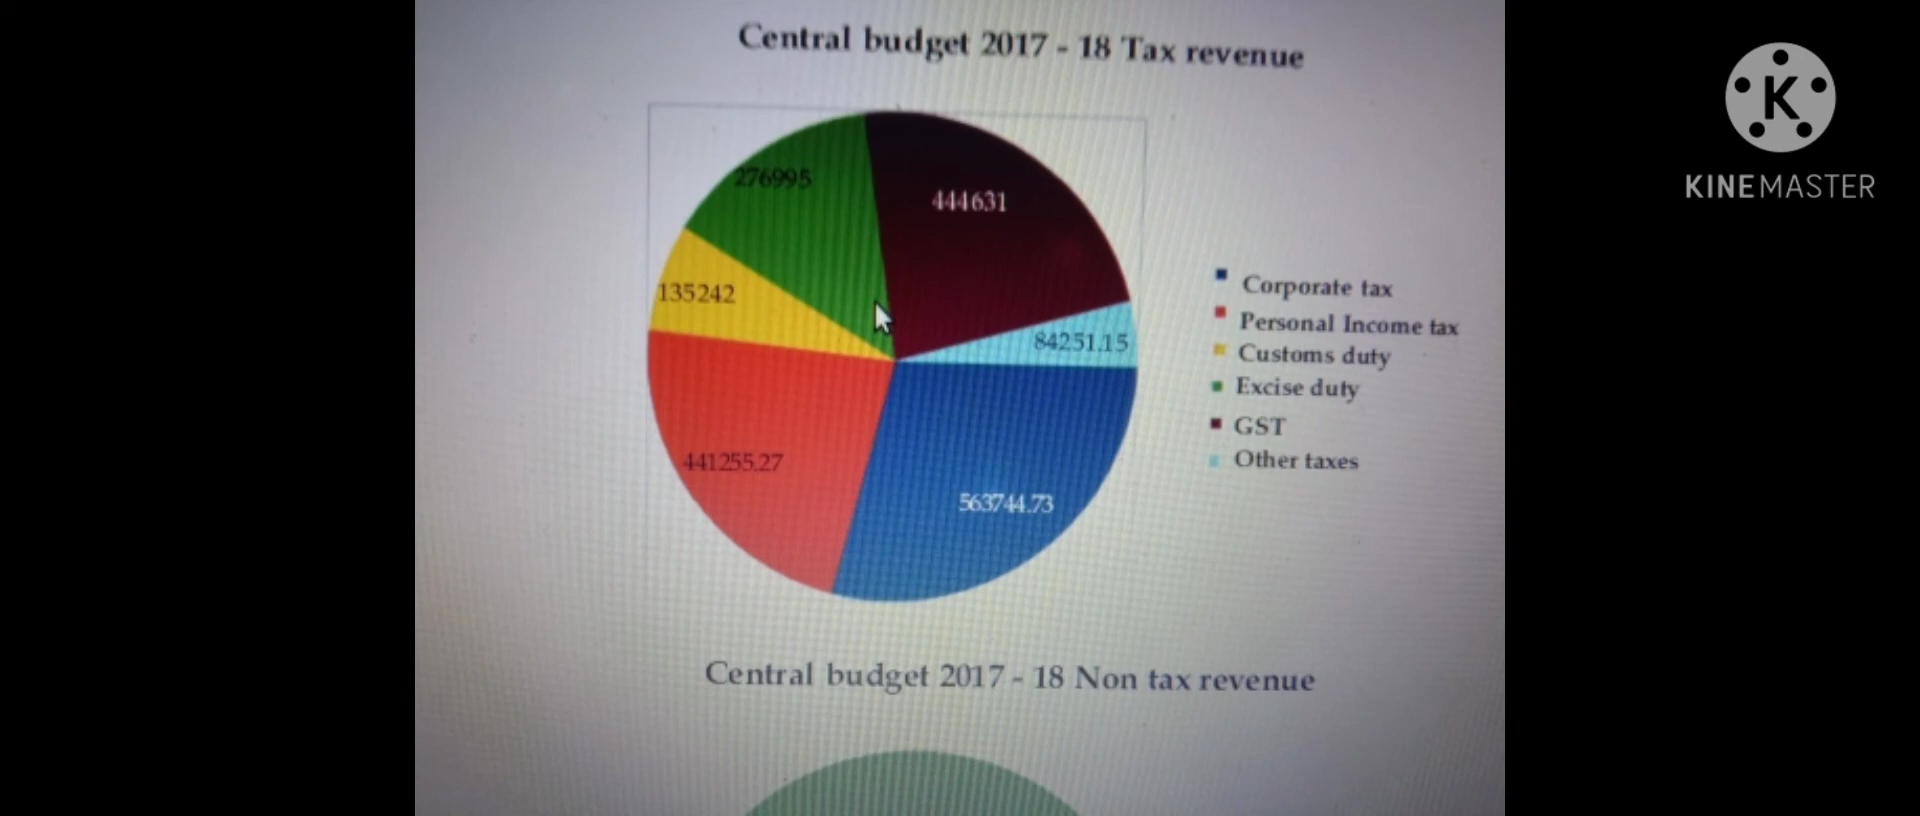 Central budget 2017 - 18 Tax revenue
276995
444631
135242
84251.15
441255.27
563744.73
Corporate tax
Personal Income tax
Customs duty
Excise duty
GST
Other taxes
Central budget 2017 - 18 Non tax revenue
K
KINEMASTER